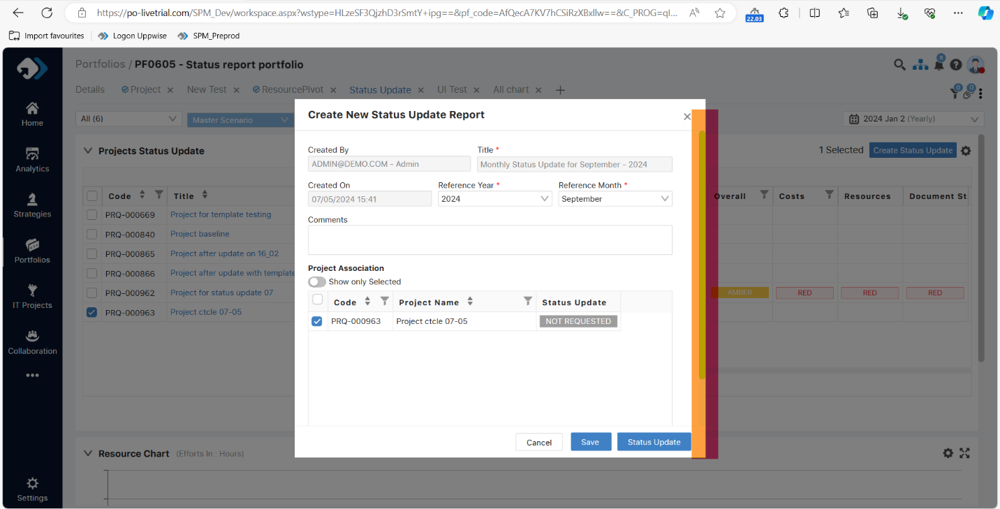 https://po-livetrial.com/SPM_Dev/workspace.aspx?wstype=HLzeSF3QjzhD3rSmtY+ipg==&pf_code=AfQecA7KV7hCSiRzXBxllw==&C_PROG=ql...
22.03
Import favourites
Logon Uppwise
SPM_Preprod
Portfolios / PF0605 - Status report portfolio
5
Details
Project
New Test
ResourcePivot
Status Update
UI Test
All chart
0
0
All (6)
Master Scenario
2024 Jan 2 (Yearly)
Home
Analytics
Strategies
Portfolios
IT Projects
Collaboration
Settings
Projects Status Update
1 Selected
Create Status Update
Code
Title
Overall
Costs
Resources
Document St
PRQ-000669
Project for template testing
PRQ-000840
Project baseline
PRQ-000865
Project after update on 16_02
PRQ-000866
Project after update with template
PRQ-000962
Project for status update 07
AMBER
RED
RED
RED
PRQ-000963
Project ctcle 07-05
Create New Status Update Report
Created By
Title *
ADMIN@DEMO.COM - Admin
Monthly Status Update for September - 2024
Created On
Reference Year *
Reference Month *
07/05/2024 15:41
2024
September
Comments
Project Association
Show only Selected
Code
Project Name
Status Update
PRQ-000963
Project ctcle 07-05
NOT REQUESTED
Cancel
Save
Status Update
Resource Chart
(Efforts In : Hours)